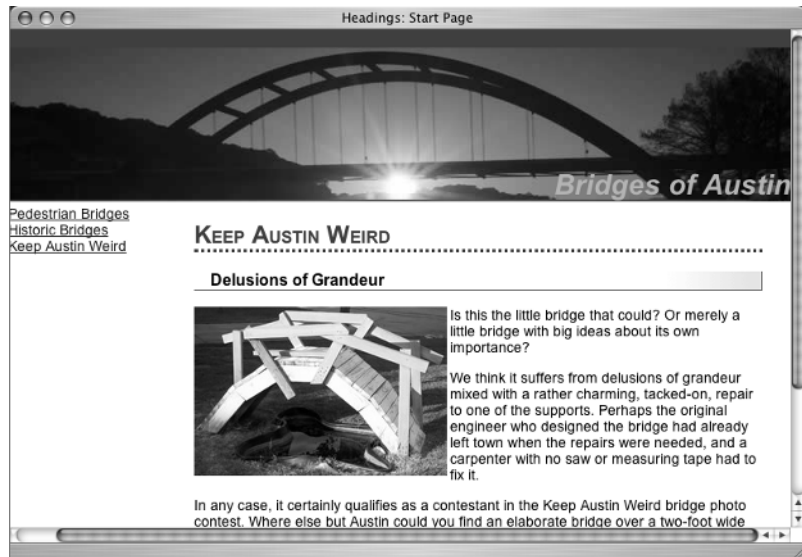 Headings: Start Page
Bridges of Austin
Pedestrian Bridges
Historic Bridges
Keep Austin Weird
KEEP AUSTIN WEIRD
Delusions of Grandeur
Is this the little bridge that could? Or merely a
little bridge with big ideas about its own
importance?
We think it suffers from delusions of grandeur
mixed with a rather charming, tacked-on, repair
to one of the supports. Perhaps the original
engineer who designed the bridge had already
left town when the repairs were needed, and a
carpenter with no saw or measuring tape had to
fix it.
In any case, it certainly qualifies as a contestant in the Keep Austin Weird bridge photo
contest. Where else but Austin could you find an elaborate bridge over a two-foot wide